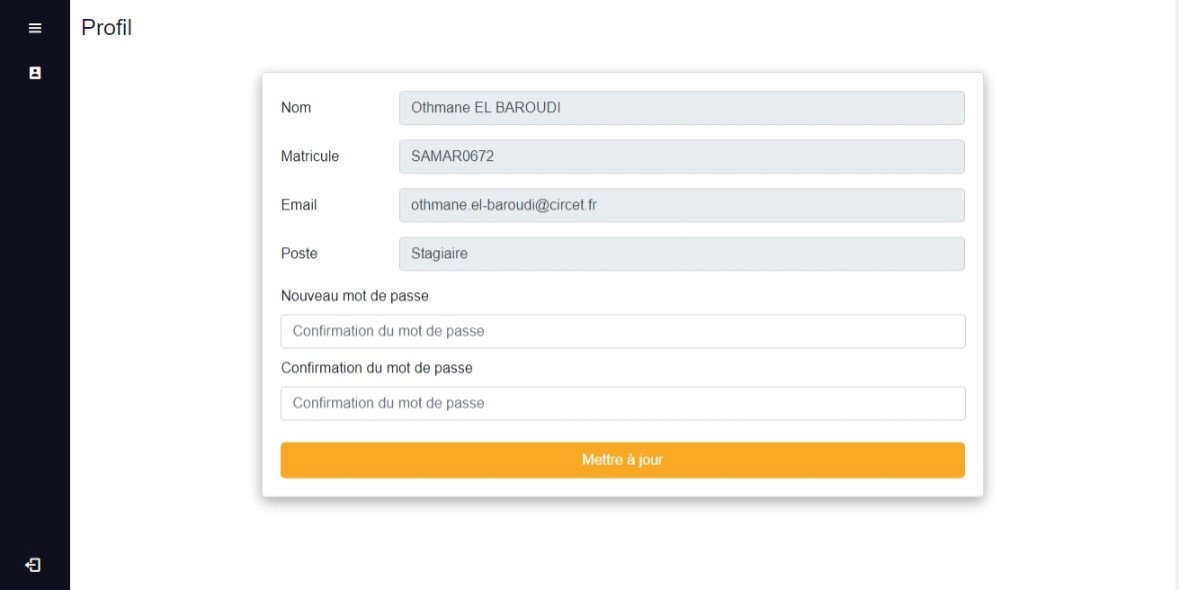 Profil
Nom Othmane EL BAROUDI
Matricule SAMAR0672
Email othmane.el-baroudi@circet.fr
Poste Stagiaire
Nouveau mot de passe
Confirmation du mot de passe
Confirmation du mot de passe
Confirmation du mot de passe
Mettre à jour